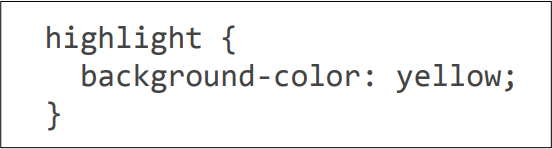 highlight {
  background-color: yellow;
}